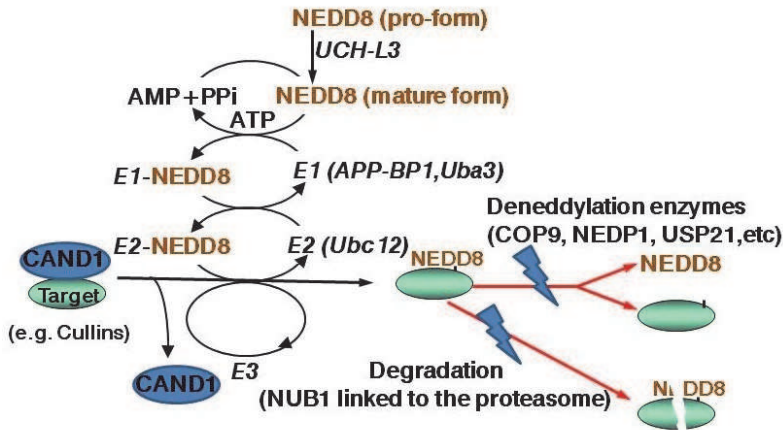 NEDD8 (pro-form)
UCH-L3
AMP+PPi
NEDD8 (mature form)
ATP
E1-NEDD8
E1 (APP-BP1,Uba3)
E2-NEDD8
E2 (Ubc12)
CAND1
Target
(e.g. Cullins)
CAND1
E3
NEDD8
Deneddylation enzymes
(COP9, NEDP1, USP21,etc)
NEDD8
Degradation
(NUB1 linked to the proteasome)
NEDD8